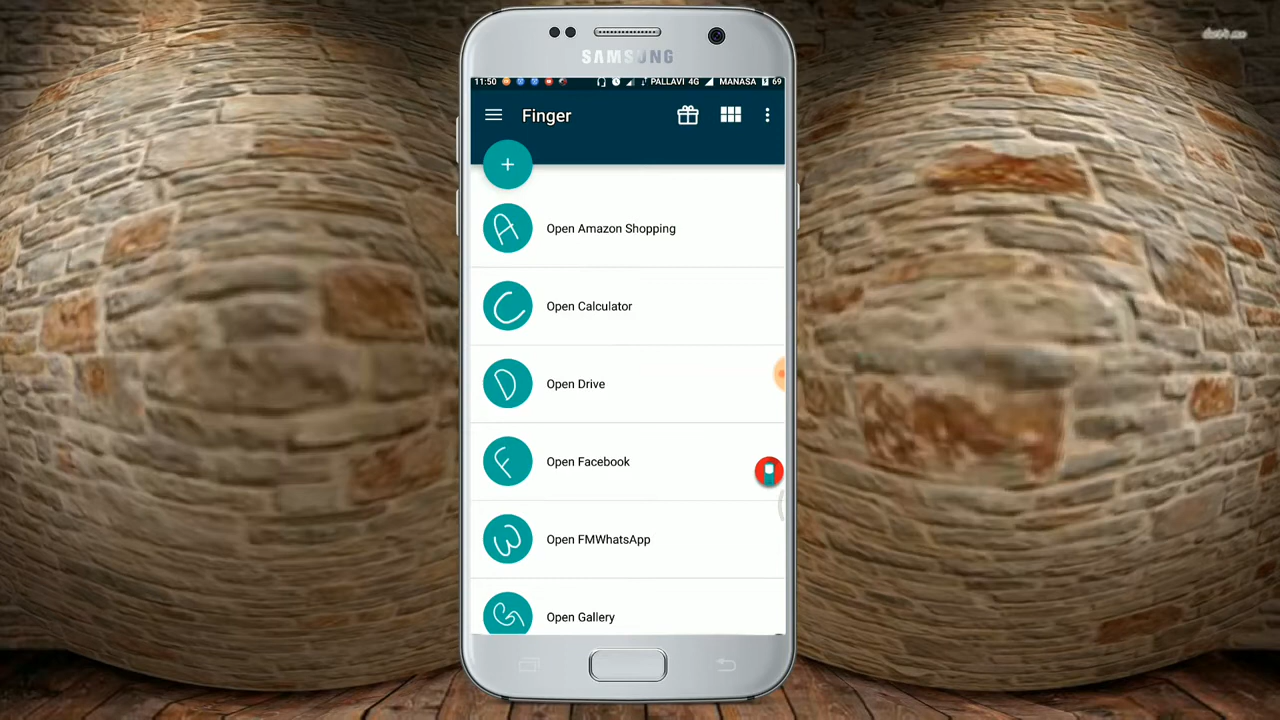 SAMSUNG
11:50 PALLAVI 4G MANASA 69
Finger
+
A Open Amazon Shopping
C Open Calculator
D Open Drive
F Open Facebook
W Open FMWhatsApp
G Open Gallery